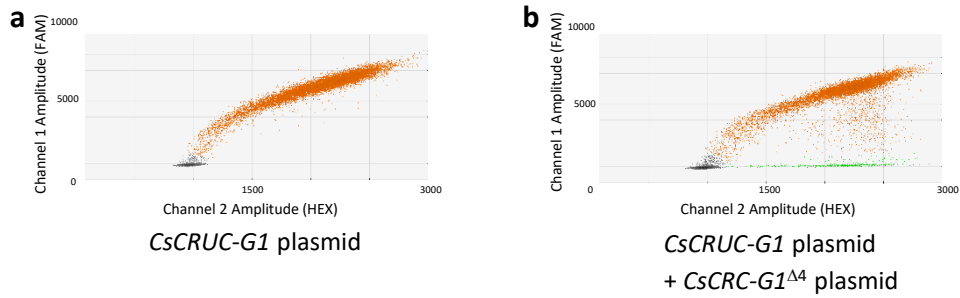 a
10000
Channel 1 Amplitude (FAM)
5000
0
1500
3000
Channel 2 Amplitude (HEX)
CsCRUC-G1 plasmid
b
10000
Channel 1 Amplitude (FAM)
5000
0
0
1500
3000
Channel 2 Amplitude (HEX)
CsCRUC-G1 plasmid
+ CsCRC-G1Δ4 plasmid